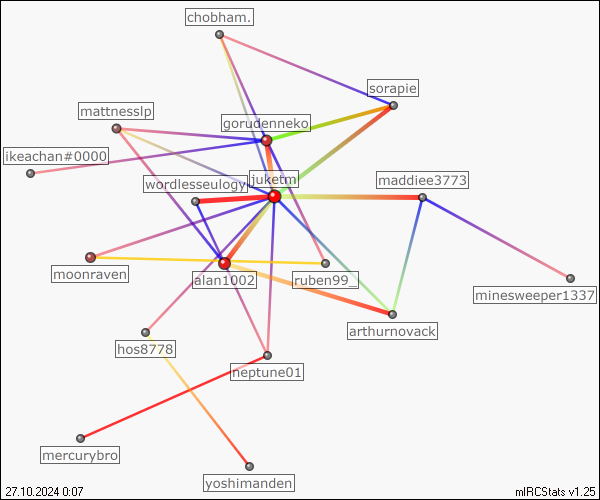 chobham.
sorapie
mattnesslp
gorudenneko
ikeachan#0000
juketm
maddiee3773
wordlesseulogy
moonraven
alan1002
ruben99_
minesweeper1337
arthurnovack
hos8778
neptune01
mercurybro
yoshimanden
27.10.2024 0:07
mIRCStats v1.25